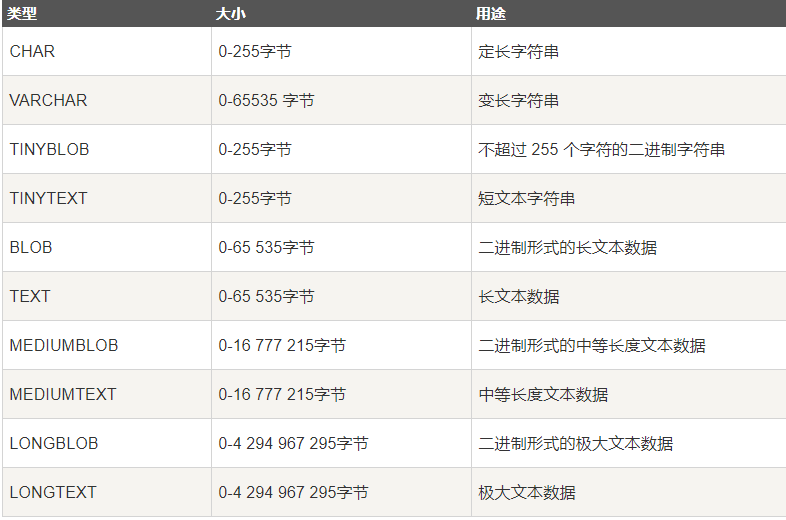 类型 大小 用途
CHAR 0-255字节 定长字符串
VARCHAR 0-65535 字节 变长字符串
TINYBLOB 0-255字节 不超过 255 个字符的二进制字符串
TINYTEXT 0-255字节 短文本字符串
BLOB 0-65 535字节 二进制形式的长文本数据
TEXT 0-65 535字节 长文本数据
MEDIUMBLOB 0-16 777 215字节 二进制形式的中等长度文本数据
MEDIUMTEXT 0-16 777 215字节 中等长度文本数据
LONGBLOB 0-4 294 967 295字节 二进制形式的极大文本数据
LONGTEXT 0-4 294 967 295字节 极大文本数据